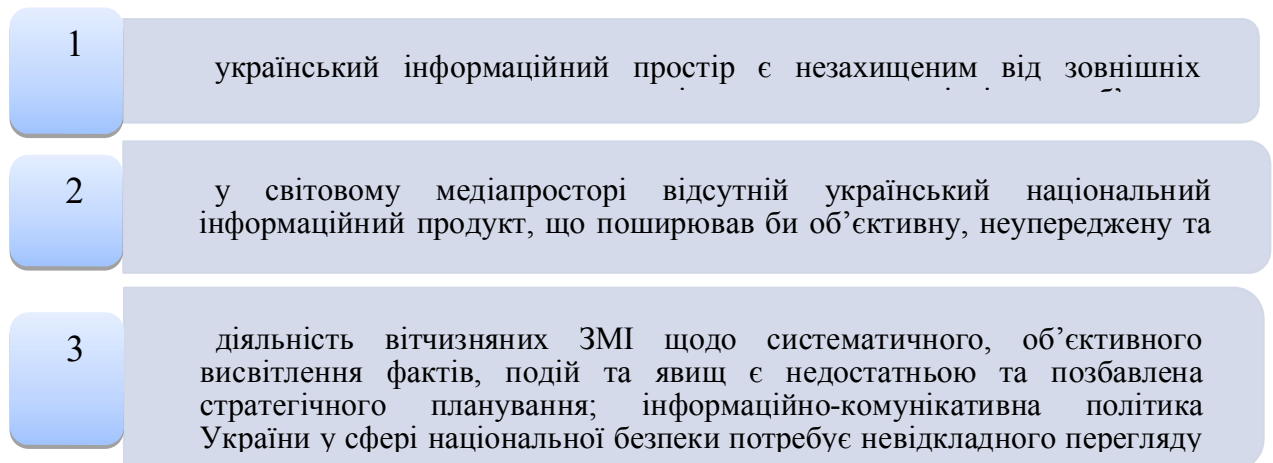 1
український інформаційний простір є незахищеним від зовнішніх
2
у світовому медіапросторі відсутній український національний
інформаційний продукт, що поширював би об’єктивну, неупереджену та
3
діяльність вітчизняних ЗМІ щодо систематичного, об’єктивного
висвітлення фактів, подій та явищ є недостатньою та позбавлена
стратегічного планування; інформаційно-комунікативна політика
України у сфері національної безпеки потребує невідкладного перегляду